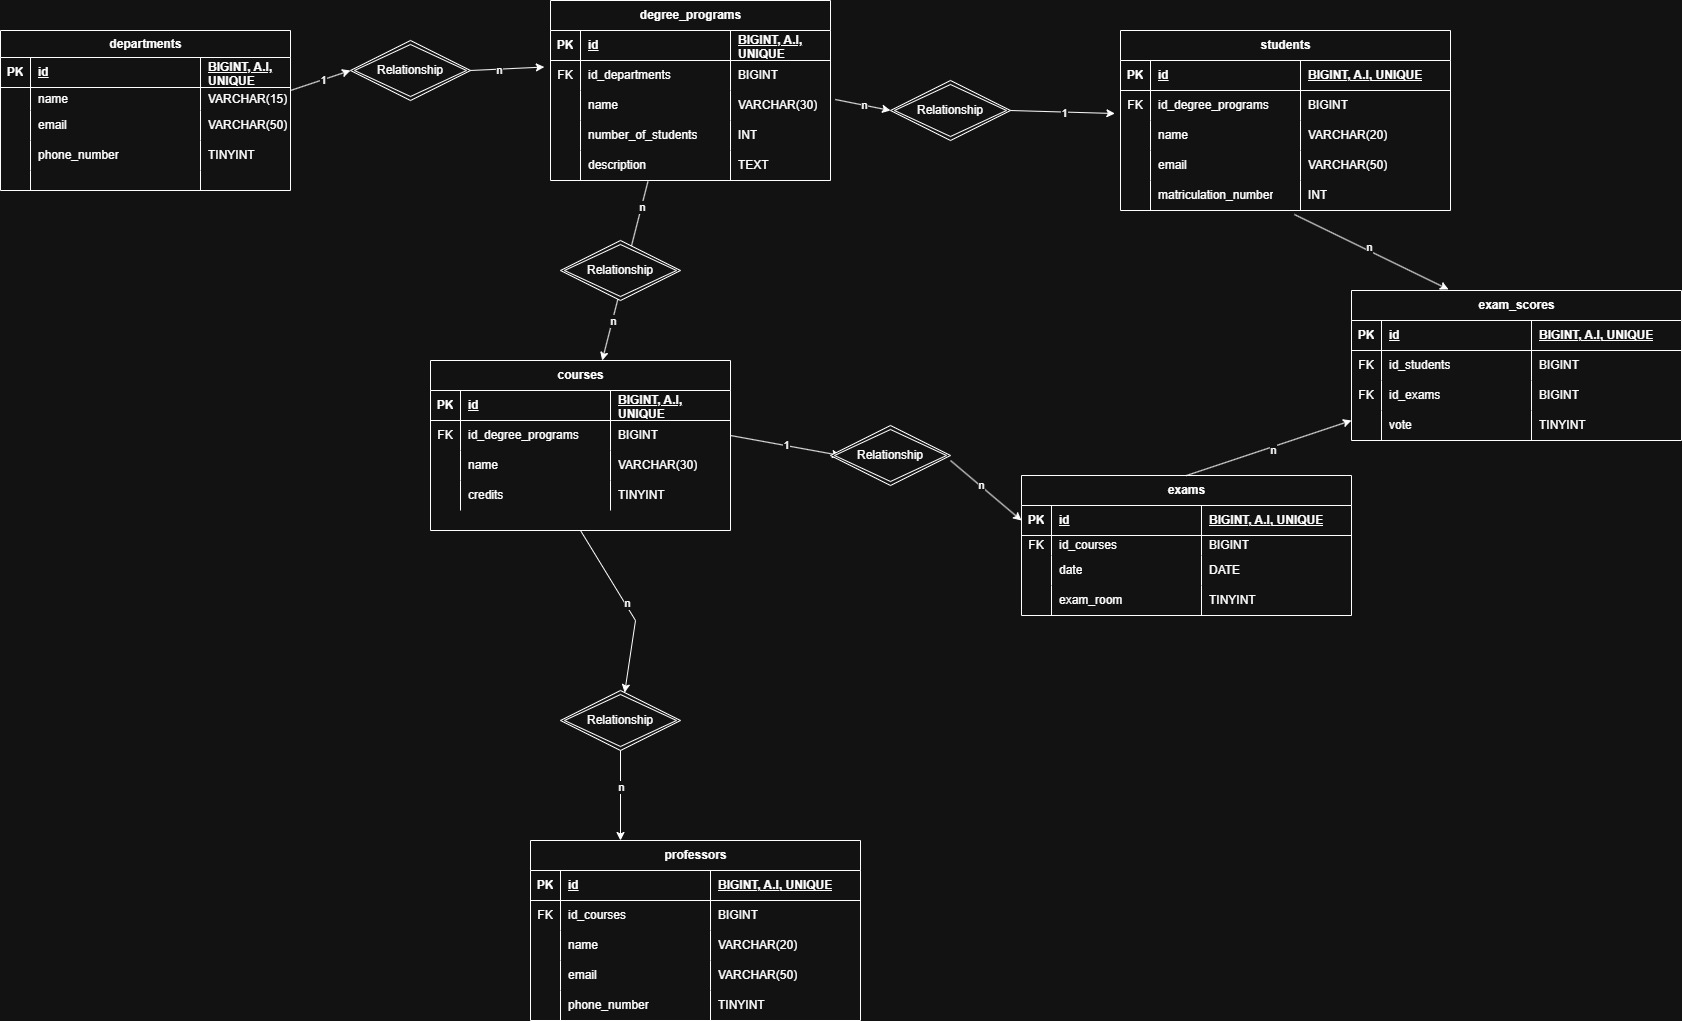 departments
PK id BIGINT, A.I,
UNIQUE
name VARCHAR(15)
email VARCHAR(50)
phone_number TINYINT
1
Relationship
n
degree_programs
PK id BIGINT, A.I,
UNIQUE
FK id_departments BIGINT
name VARCHAR(30)
number_of_students INT
description TEXT
n
Relationship
1
students
PK id BIGINT, A.I, UNIQUE
FK id_degree_programs BIGINT
name VARCHAR(20)
email VARCHAR(50)
matriculation_number INT
n
n
Relationship
n
exam_scores
PK id BIGINT, A.I, UNIQUE
FK id_students BIGINT
FK id_exams BIGINT
vote TINYINT
courses
PK id BIGINT, A.I,
UNIQUE
FK id_degree_programs BIGINT
name VARCHAR(30)
credits TINYINT
1
Relationship
n
n
exams
PK id BIGINT, A.I, UNIQUE
FK id_courses BIGINT
date DATE
exam_room TINYINT
n
Relationship
n
professors
PK id BIGINT, A.I, UNIQUE
FK id_courses BIGINT
name VARCHAR(20)
email VARCHAR(50)
phone_number TINYINT